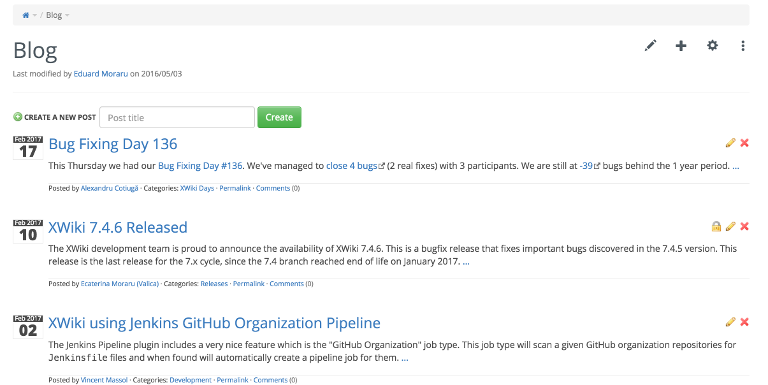 / Blog
Blog
Last modified by Eduard Moraru on 2016/05/03
CREATE A NEW POST Post title Create
Feb 2017
17
Bug Fixing Day 136
This Thursday we had our Bug Fixing Day #136. We've managed to close 4 bugs (2 real fixes) with 3 participants. We are still at -39 bugs behind the 1 year period. ...
Posted by Alexandru Cotiugă · Categories: XWiki Days · Permalink · Comments (0)
Feb 2017
10
XWiki 7.4.6 Released
The XWiki development team is proud to announce the availability of XWiki 7.4.6. This is a bugfix release that fixes important bugs discovered in the 7.4.5 version. This
release is the last release for the 7.x cycle, since the 7.4 branch reached end of life on January 2017. ...
Posted by Ecaterina Moraru (Valica) · Categories: Releases · Permalink · Comments (0)
Feb 2017
02
XWiki using Jenkins GitHub Organization Pipeline
The Jenkins Pipeline plugin includes a very nice feature which is the "GitHub Organization" job type. This job type will scan a given GitHub organization repositories for
Jenkinsfile files and when found will automatically create a pipeline job for them. ...
Posted by Vincent Massol · Categories: Development · Permalink · Comments (0)